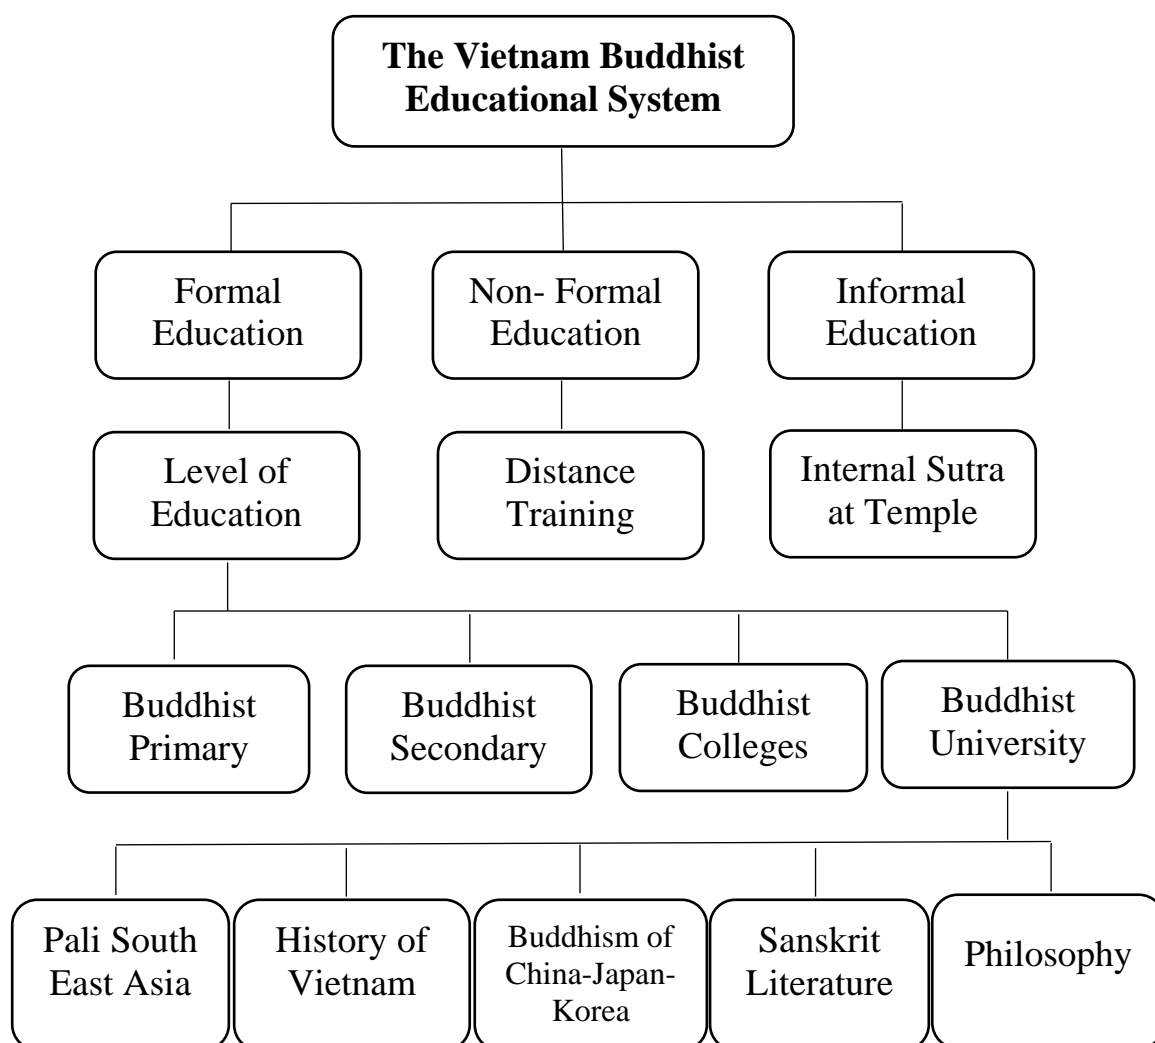 The Vietnam Buddhist
Educational System
Formal
Education
Non- Formal
Education
Informal
Education
Level of
Education
Distance
Training
Internal Sutra
at Temple
Buddhist
Primary
Buddhist
Secondary
Buddhist
Colleges
Buddhist
University
Pali South
East Asia
History of
Vietnam
Buddhism of
China-Japan-
Korea
Sanskrit
Literature
Philosophy